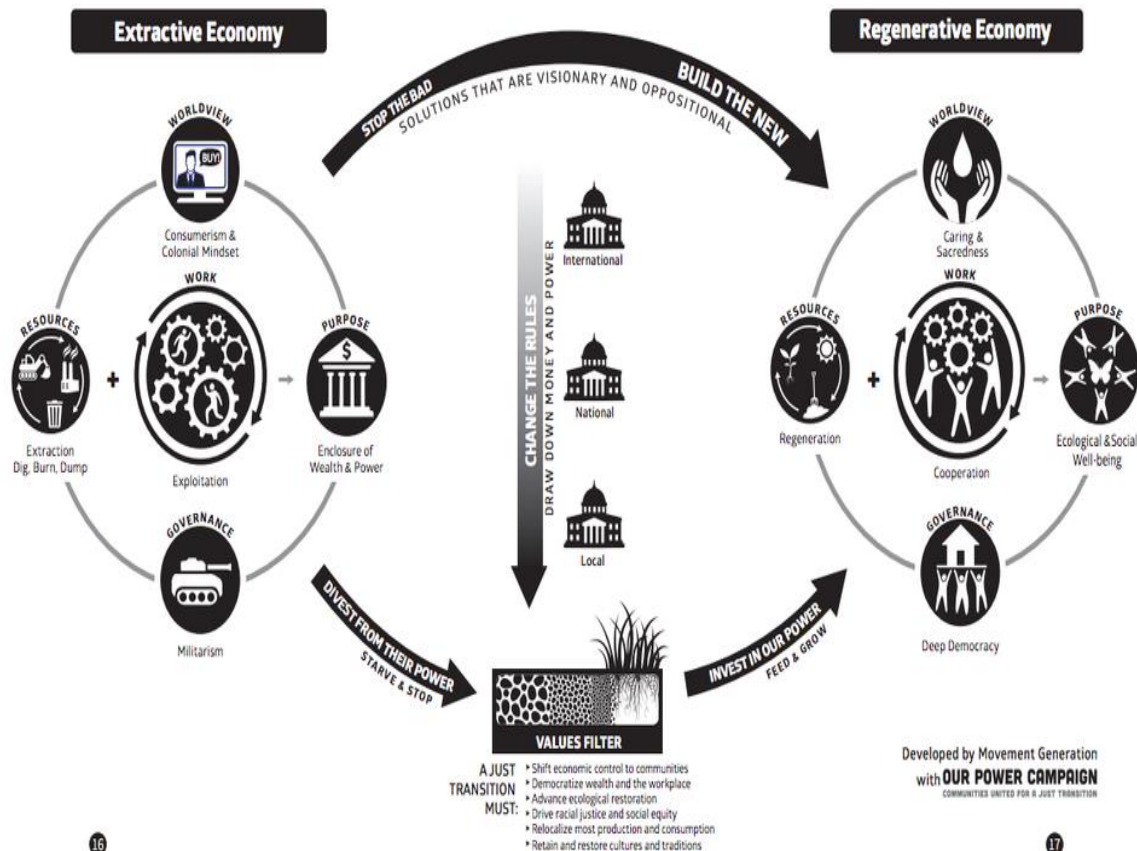 Extractive Economy
WORLDVIEW
BUY!
Consumerism &
Colonial Mindset
RESOURCES
Extraction
Dig, Burn, Dump
+
WORK
Exploitation
PURPOSE
$
Enclosure of
Wealth & Power
GOVERNANCE
Militarism
STOP THE BAD
BUILD THE NEW
SOLUTIONS THAT ARE VISIONARY AND OPPOSITIONAL
CHANGE THE RULES
DRAW DOWN MONEY AND POWER
International
National
Local
DIVEST FROM THEIR POWER
STARVE & STOP
VALUES FILTER
A JUST
TRANSITION
MUST:
Shift economic control to communities
Democratize wealth and the workplace
Advance ecological restoration
Drive racial justice and social equity
Relocalize most production and consumption
Retain and restore cultures and traditions
INVEST IN OUR POWER
FEED & GROW
Regenerative Economy
WORLDVIEW
Caring &
Sacredness
RESOURCES
Regeneration
+
WORK
Cooperation
PURPOSE
Ecological & Social
Well-being
GOVERNANCE
Deep Democracy
Developed by Movement Generation
with OUR POWER CAMPAIGN
COMMUNITIES UNITED FOR A JUST TRANSITION
16
17